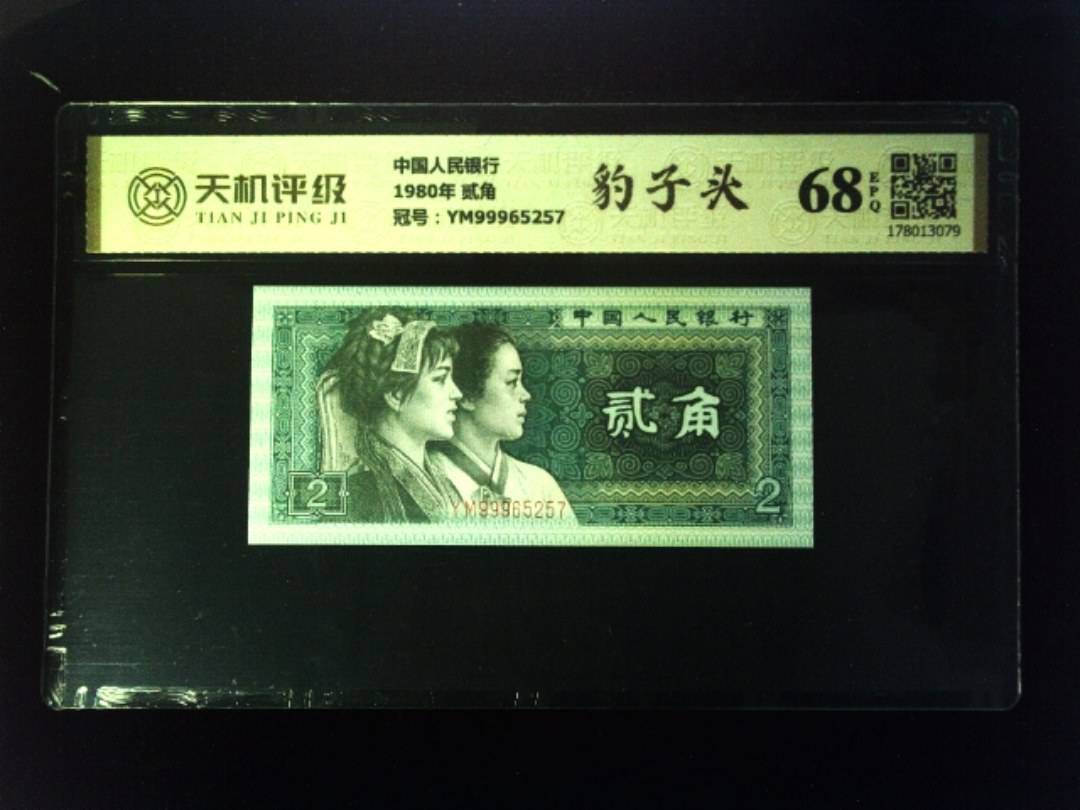 天机评级
TIAN JI PING JI
中国人民银行
1980年 贰角
冠号：YM99965257
豹子头
68
EPQ
178013079
中国人民银行
贰角
2
YM99965257
2